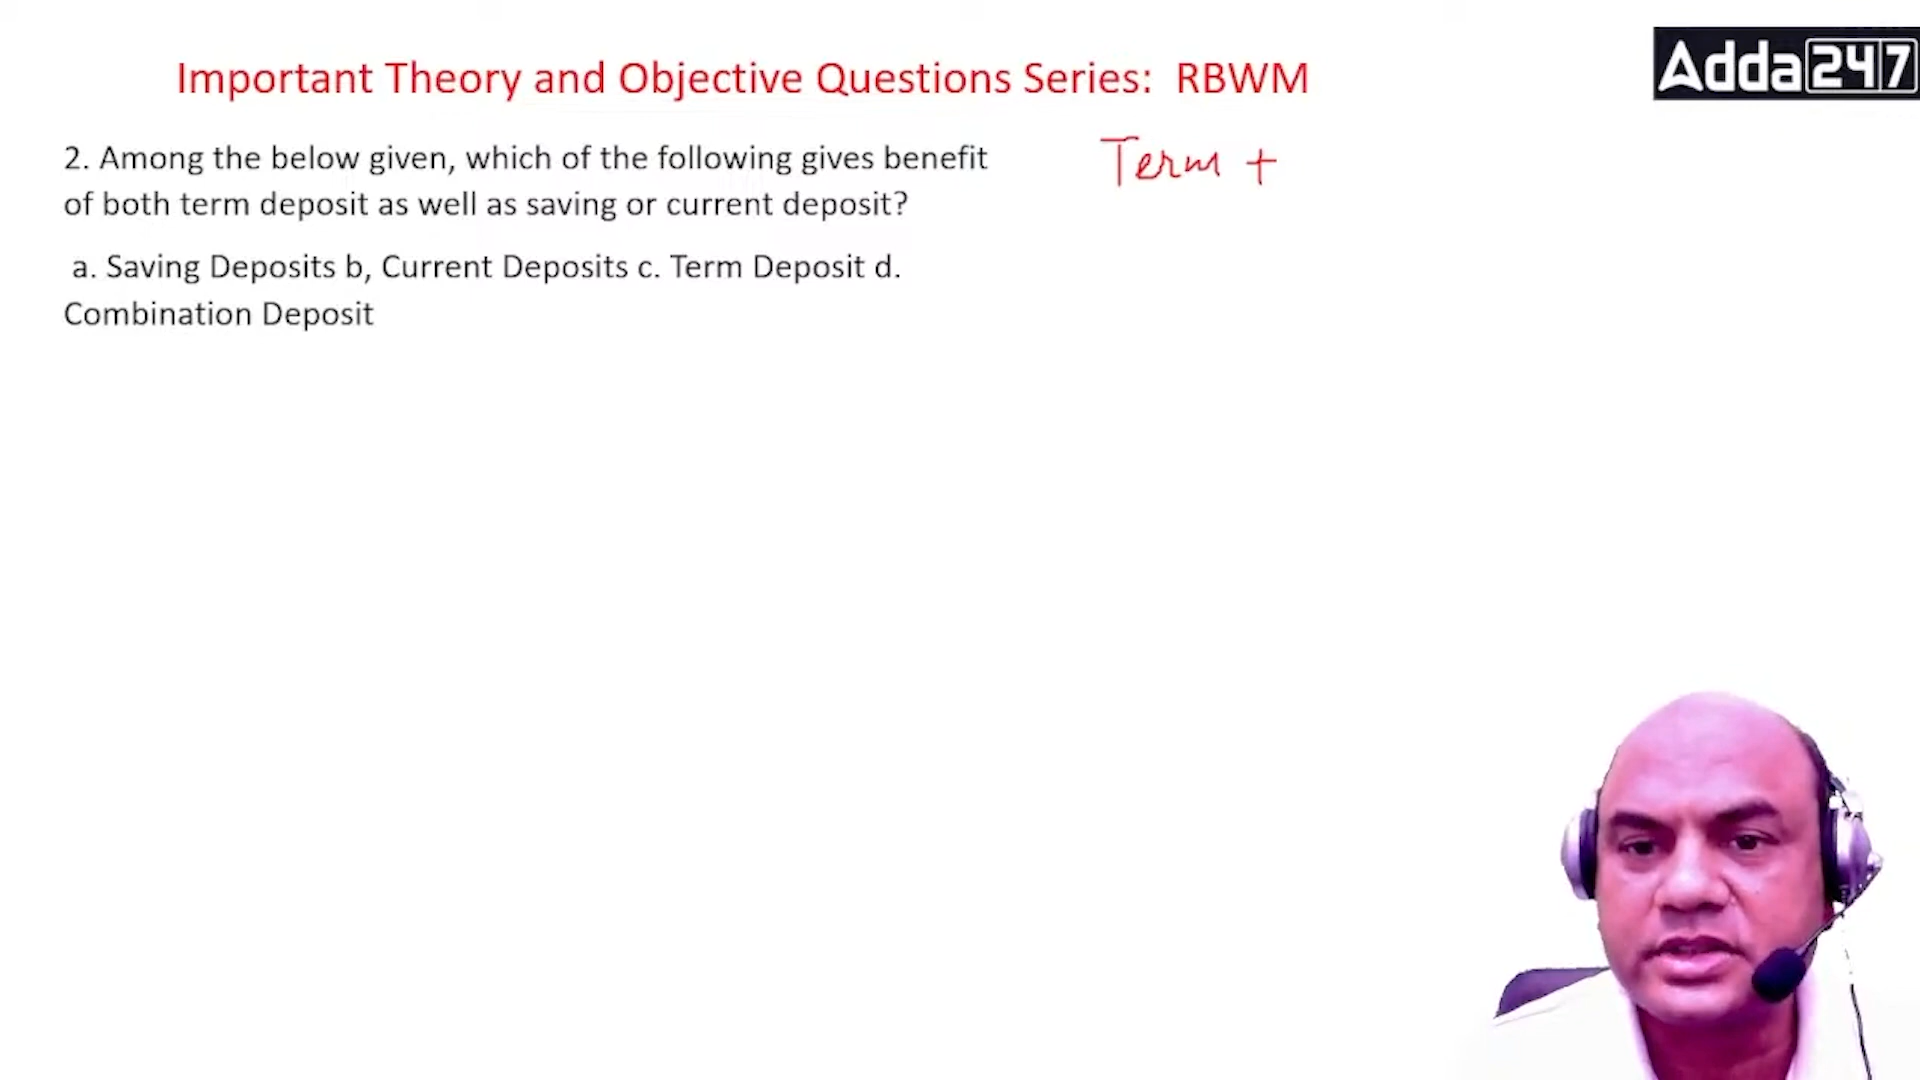 Important Theory and Objective Questions Series: RBWM
Adda247
2. Among the below given, which of the following gives benefit
of both term deposit as well as saving or current deposit?
Term +
a. Saving Deposits b, Current Deposits c. Term Deposit d.
Combination Deposit